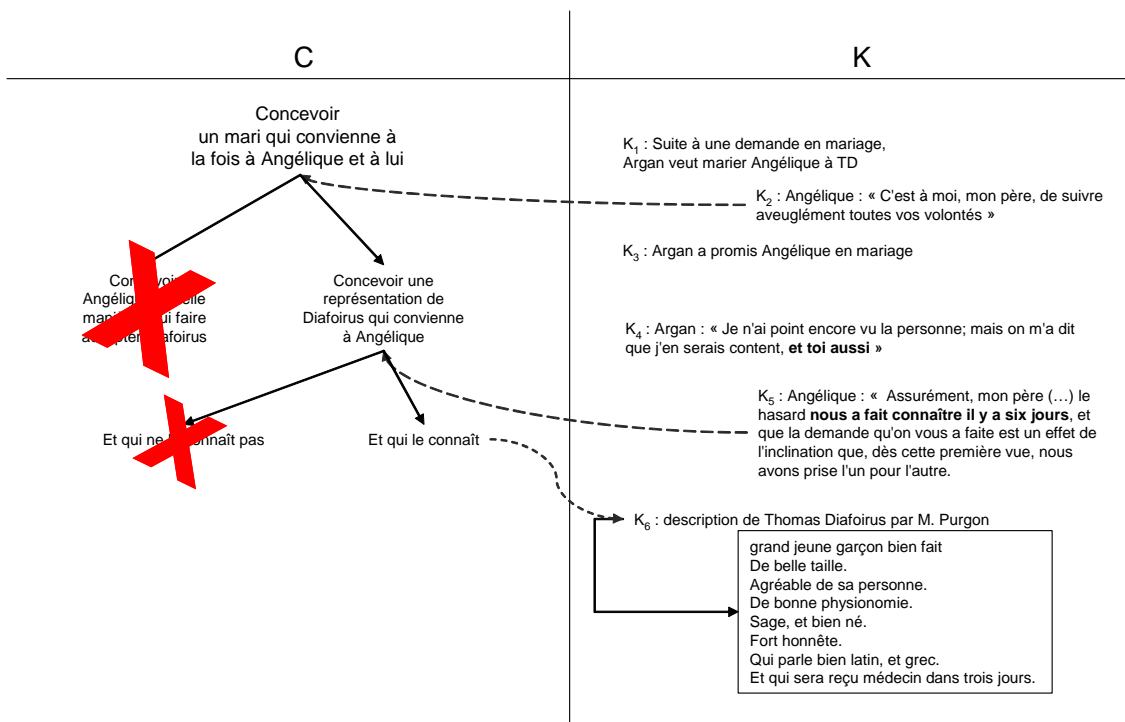 C
K
Concevoir
un mari qui convienne à
la fois à Angélique et à lui
K1 : Suite à une demande en mariage,
Argan veut marier Angélique à TD
K2 : Angélique : « C'est à moi, mon père, de suivre
aveuglément toutes vos volontés »
K3 : Argan a promis Angélique en mariage
Angéliq
Concevoir une
représentation de
Diafoirus qui convienne
à Angélique
K4 : Argan : « Je n'ai point encore vu la personne; mais on m'a dit
que j'en serais content, et toi aussi »
K5 : Angélique : « Assurément, mon père (…) le
hasard nous a fait connaître il y a six jours, et
que la demande qu'on vous a faite est un effet de
l'inclination que, dès cette première vue, nous
avons prise l'un pour l'autre.
Et qui ne connaît pas
Et qui le connaît
K6 : description de Thomas Diafoirus par M. Purgon
grand jeune garçon bien fait
De belle taille.
Agréable de sa personne.
De bonne physionomie.
Sage, et bien né.
Fort honnête.
Qui parle bien latin, et grec.
Et qui sera reçu médecin dans trois jours.